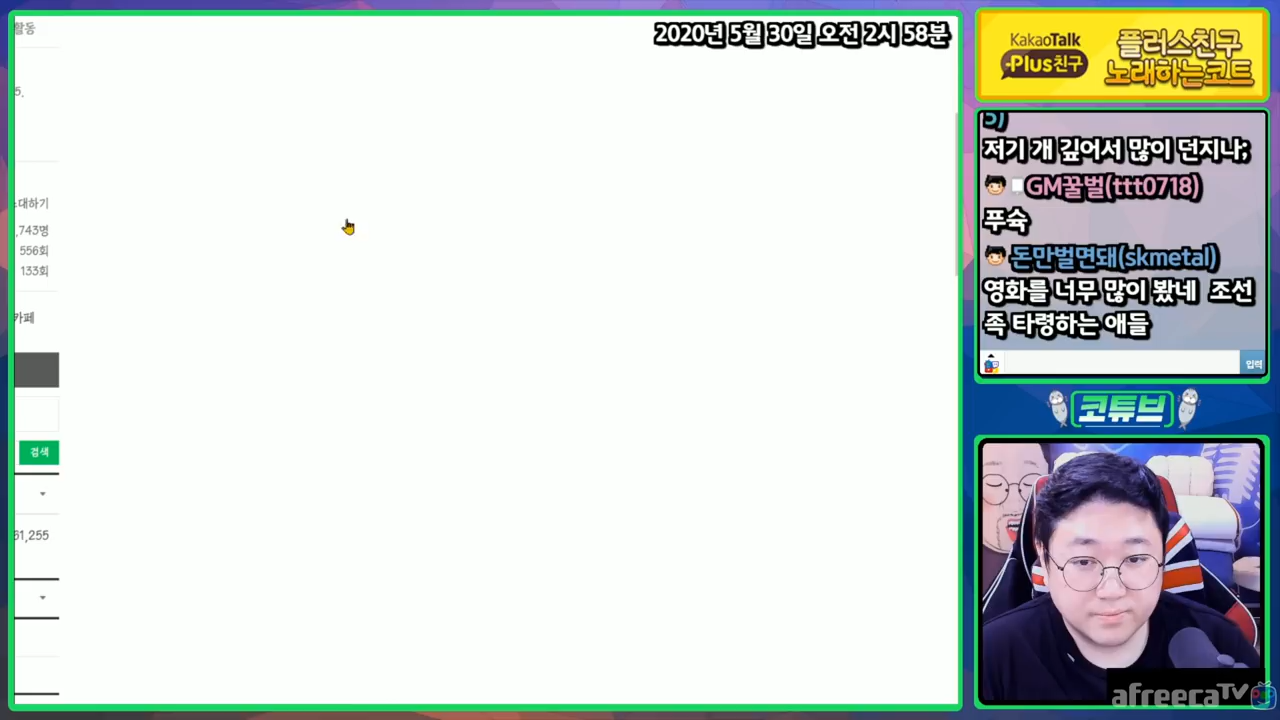 할동
2020년 5월 30일 오전 2시 58분
5.
대하기
,743명
556회
133회
카페
검색
61,255
KakaoTalk
Plus친구
플러스친구
노래하는코트
5)
저기 개 깊어서 많이 던지나;
GM꿀벌(ttt0718)
푸슉
돈만벌면돼(skmetal)
영화를 너무 많이 봤네 조선
족 타령하는 애들
입력
코튜브
afreecaTV